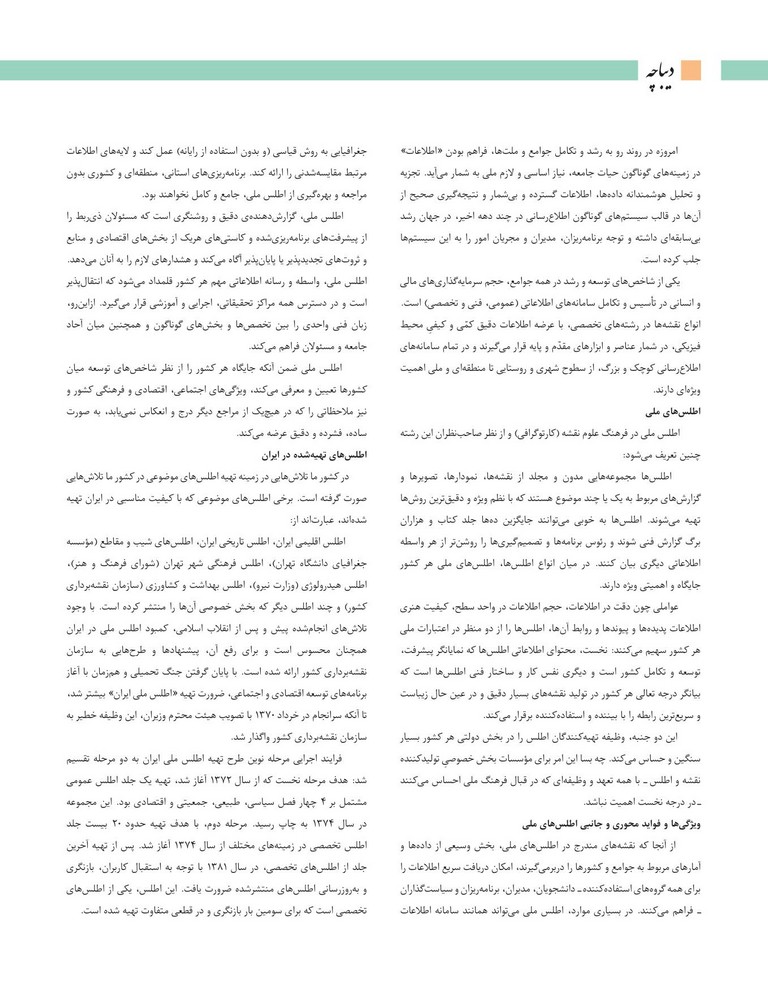 دیباچه
امروزه در روند رو به رشد و تکامل جوامع و ملت‌ها، فراهم بودن «اطلاعات»
در زمینه‌های گوناگون حیات جامعه، نیاز اساسی و لازم ملی به شمار می‌آید. تجزیه
و تحلیل هوشمندانه داده‌ها، اطلاعات گسترده و بی‌شمار و نتیجه‌گیری صحیح از
آن‌ها در قالب سیستم‌های گوناگون اطلاع‌رسانی در چند دهه اخیر، در جهان رشد
بی‌سابقه‌ای داشته و توجه برنامه‌ریزان، مدیران و مجریان امور را به این سیستم‌ها
جلب کرده است.
یکی از شاخص‌های توسعه و رشد در همه جوامع، حجم سرمایه‌گذاری‌های مالی
و انسانی در تأسیس و تکامل سامانه‌های اطلاعاتی (عمومی، فنی و تخصصی) است.
انواع نقشه‌ها در رشته‌های تخصصی، با عرضه اطلاعات دقیق کمّی و کیفیِ محیط
فیزیکی، در شمار عناصر و ابزارهای مقدّم و پایه قرار می‌گیرند و در تمام سامانه‌های
اطلاع‌رسانی کوچک و بزرگ، از سطوح شهری و روستایی تا منطقه‌ای و ملی اهمیت
ویژه‌ای دارند.
اطلس‌های ملی
اطلس ملی در فرهنگ علوم نقشه (کارتوگرافی) و از نظر صاحب‌نظران این رشته
چنین تعریف می‌شود:
اطلس‌ها مجموعه‌هایی مدون و مجلد از نقشه‌ها، نمودارها، تصویرها و
گزارش‌های مربوط به یک یا چند موضوع هستند که با نظم ویژه و دقیق‌ترین روش‌ها
تهیه می‌شوند. اطلس‌ها به خوبی می‌توانند جایگزین ده‌ها جلد کتاب و هزاران
برگ گزارش فنی شوند و رئوس برنامه‌ها و تصمیم‌گیری‌ها را روشن‌تر از هر واسطه
اطلاعاتی دیگری بیان کنند. در میان انواع اطلس‌ها، اطلس‌های ملی هر کشور
جایگاه و اهمیتی ویژه دارند.
عواملی چون دقت در اطلاعات، حجم اطلاعات در واحد سطح، کیفیت هنری
اطلاعات پدیده‌ها و پیوندها و روابط آن‌ها، اطلس‌ها را از دو منظر در اعتبارات ملی
هر کشور سهیم می‌کنند: نخست، محتوای اطلاعاتی اطلس‌ها که نمایانگر پیشرفت،
توسعه و تکامل کشور است و دیگری نفس کار و ساختار فنی اطلس‌ها است که
بیانگر درجه تعالی هر کشور در تولید نقشه‌های بسیار دقیق و در عین حال زیباست
و سریع‌ترین رابطه را با بیننده و استفاده‌کننده برقرار می‌کند.
این دو جنبه، وظیفه تهیه‌کنندگان اطلس را در بخش دولتی هر کشور بسیار
سنگین و حساس می‌کند. چه بسا این امر برای مؤسسات بخش خصوصیِ تولیدکننده
نقشه و اطلس ـ با همه تعهد و وظیفه‌ای که در قبال فرهنگ ملی احساس می‌کنند
ـ در درجه نخست اهمیت نباشد.
ویژگی‌ها و فواید محوری و جانبی اطلس‌های ملی
از آنجا که نقشه‌های مندرج در اطلس‌های ملی، بخش وسیعی از داده‌ها و
آمارهای مربوط به جوامع و کشورها را دربرمی‌گیرند، امکان دریافت سریع اطلاعات را
برای همه گروه‌های استفاده‌کننده ـ دانشجویان، مدیران، برنامه‌ریزان و سیاست‌گذاران
ـ فراهم می‌کنند. در بسیاری موارد، اطلس ملی می‌تواند همانند سامانه اطلاعات
جغرافیایی به روش قیاسی (و بدون استفاده از رایانه) عمل کند و لایه‌های اطلاعات
مرتبط مقایسه‌شدنی را ارائه کند. برنامه‌ریزی‌های استانی، منطقه‌ای و کشوری بدون
مراجعه و بهره‌گیری از اطلس ملی، جامع و کامل نخواهند بود.
اطلس ملی، گزارش‌دهنده‌ی دقیق و روشنگری است که مسئولان ذی‌ربط را
از پیشرفت‌های برنامه‌ریزی‌شده و کاستی‌های هریک از بخش‌های اقتصادی و منابع
و ثروت‌های تجدیدپذیر یا پایان‌پذیر آگاه می‌کند و هشدارهای لازم را به آنان می‌دهد.
اطلس ملی، واسطه و رسانه اطلاعاتی مهم هر کشور قلمداد می‌شود که انتقال‌پذیر
است و در دسترس همه مراکز تحقیقاتی، اجرایی و آموزشی قرار می‌گیرد. ازاین‌رو،
زبان فنی واحدی را بین تخصص‌ها و بخش‌های گوناگون و همچنین میان آحاد
جامعه و مسئولان فراهم می‌کند.
اطلس ملی ضمن آنکه جایگاه هر کشور را از نظر شاخص‌های توسعه میان
کشورها تعیین و معرفی می‌کند، ویژگی‌های اجتماعی، اقتصادی و فرهنگی کشور و
نیز ملاحظاتی را که در هیچ‌یک از مراجع دیگر درج و انعکاس نمی‌یابد، به صورت
ساده، فشرده و دقیق عرضه می‌کند.
اطلس‌های تهیه‌شده در ایران
در کشور ما تلاش‌هایی در زمینه تهیه اطلس‌های موضوعی در کشور ما تلاش‌هایی
صورت گرفته است. برخی اطلس‌های موضوعی که با کیفیت مناسبی در ایران تهیه
شده‌اند، عبارت‌اند از:
اطلس اقلیمی ایران، اطلس تاریخی ایران، اطلس‌های شیب و مقاطع (مؤسسه
جغرافیای دانشگاه تهران)، اطلس فرهنگی شهر تهران (شورای فرهنگ و هنر)،
اطلس هیدرولوژی (وزارت نیرو)، اطلس بهداشت و کشاورزی (سازمان نقشه‌برداری
کشور) و چند اطلس دیگر که بخش خصوصی آن‌ها را منتشر کرده است. با وجود
تلاش‌های انجام‌شده پیش و پس از انقلاب اسلامی، کمبود اطلس ملی در ایران
همچنان محسوس است و برای رفع آن، پیشنهادها و طرح‌هایی به سازمان
نقشه‌برداری کشور ارائه شده است. با پایان گرفتن جنگ تحمیلی و هم‌زمان با آغاز
برنامه‌های توسعه اقتصادی و اجتماعی، ضرورت تهیه «اطلس ملی ایران» بیشتر شد،
تا آنکه سرانجام در خرداد ۱۳۷۰ با تصویب هیئت محترم وزیران، این وظیفه خطیر به
سازمان نقشه‌برداری کشور واگذار شد.
فرایند اجرایی مرحله نوین طرح تهیه اطلس ملی ایران به دو مرحله تقسیم
شد: هدف مرحله نخست که از سال ۱۳۷۲ آغاز شد، تهیه یک جلد اطلس عمومی
مشتمل بر ۴ چهار فصل سیاسی، طبیعی، جمعیتی و اقتصادی بود. این مجموعه
در سال ۱۳۷۴ به چاپ رسید. مرحله دوم، با هدف تهیه حدود ۲۰ بیست جلد
اطلس تخصصی در زمینه‌های مختلف از سال ۱۳۷۴ آغاز شد. پس از تهیه آخرین
جلد از اطلس‌های تخصصی، در سال ۱۳۸۱ با توجه به استقبال کاربران، بازنگری
و به‌روزرسانی اطلس‌های منتشرشده ضرورت یافت. این اطلس، یکی از اطلس‌های
تخصصی است که برای سومین بار بازنگری و در قطعی متفاوت تهیه شده است.